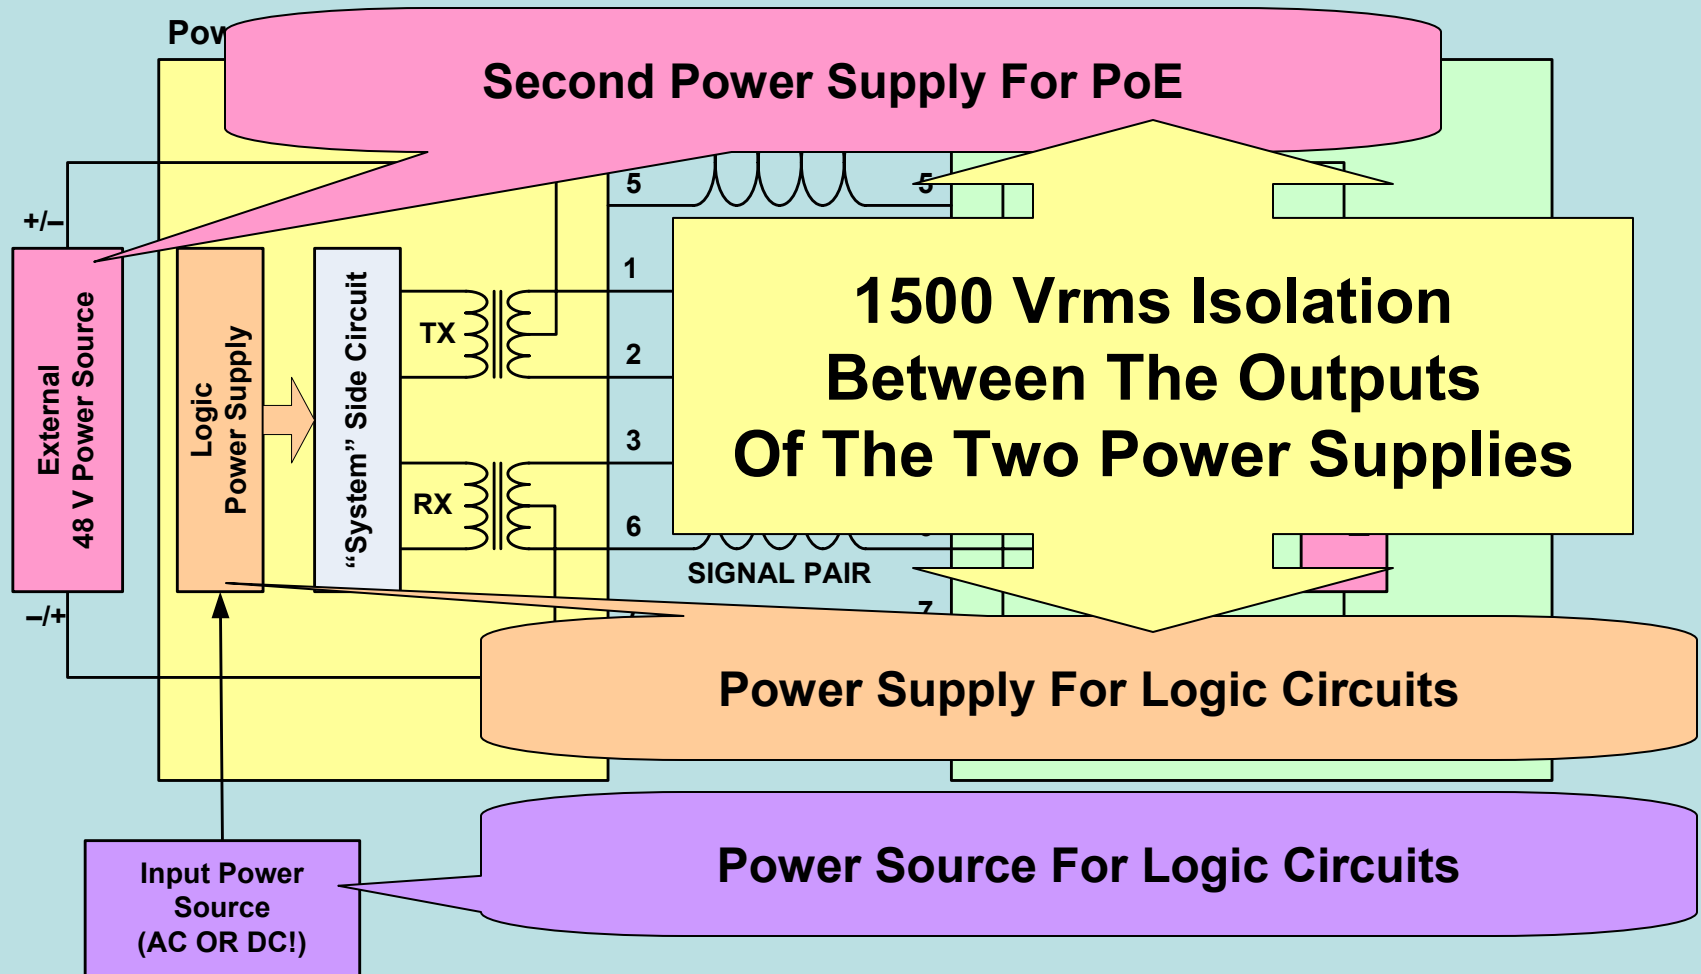 Second Power Supply For PoE
5
5
+/–
1
External
48 V Power Source
Logic
Power Supply
“System” Side Circuit
TX
2
1500 Vrms Isolation
Between The Outputs
Of The Two Power Supplies
3
RX
6
SIGNAL PAIR
–/+
7
Power Supply For Logic Circuits
Power Source For Logic Circuits
Input Power
Source
(AC OR DC!)